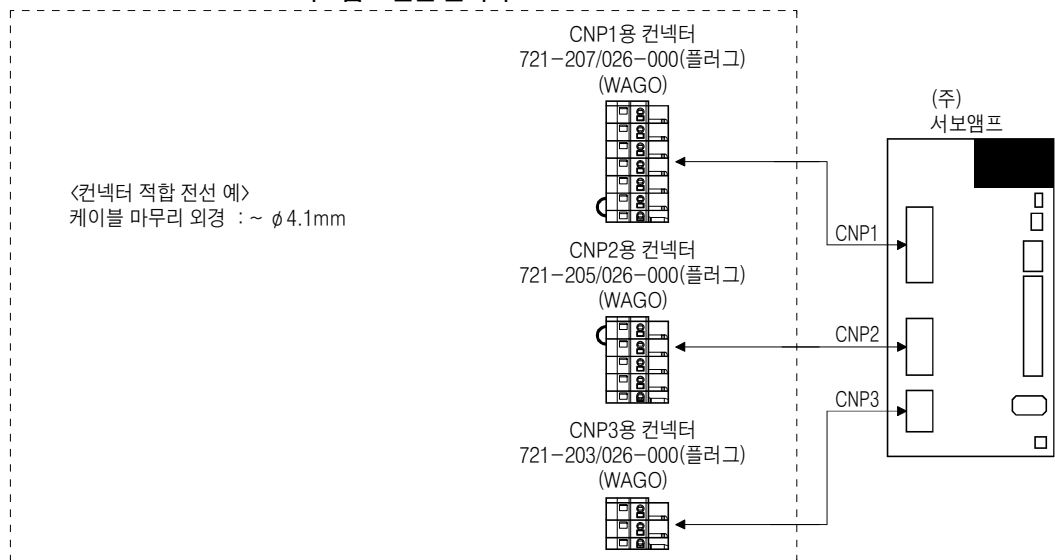 CNP1용 컨넥터
721-207/026-000(플러그)
(WAGO)
(주)
서보앰프
<컨넥터 적합 전선 예>
케이블 마무리 외경 : ~ φ4.1mm
CNP1
CNP2용 컨넥터
721-205/026-000(플러그)
(WAGO)
CNP2
CNP3
CNP3용 컨넥터
721-203/026-000(플러그)
(WAGO)